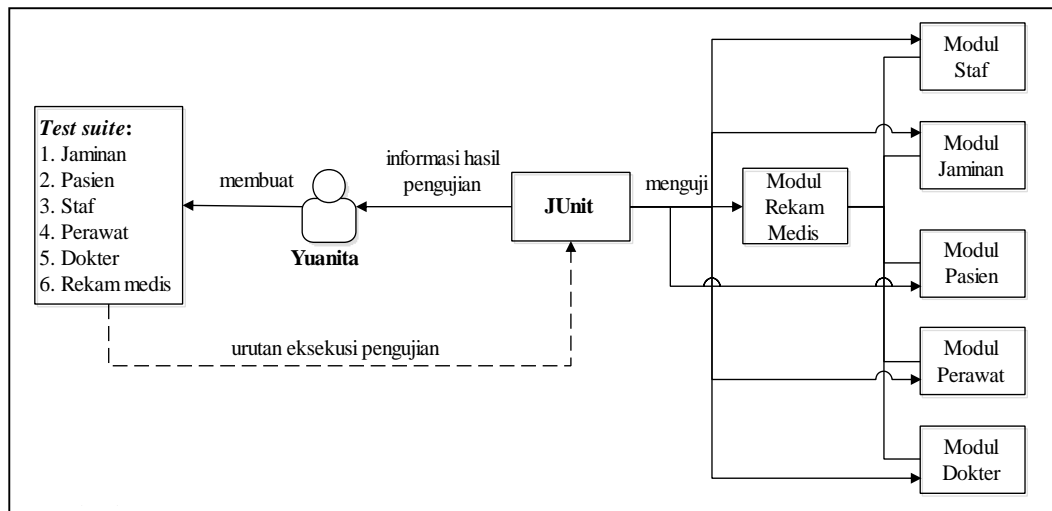 Test suite:
1. Jaminan
2. Pasien
3. Staf
4. Perawat
5. Dokter
6. Rekam medis
membuat
Yuanita
informasi hasil
pengujian
JUnit
urutan eksekusi pengujian
menguji
Modul
Rekam
Medis
Modul
Staf
Modul
Jaminan
Modul
Pasien
Modul
Perawat
Modul
Dokter